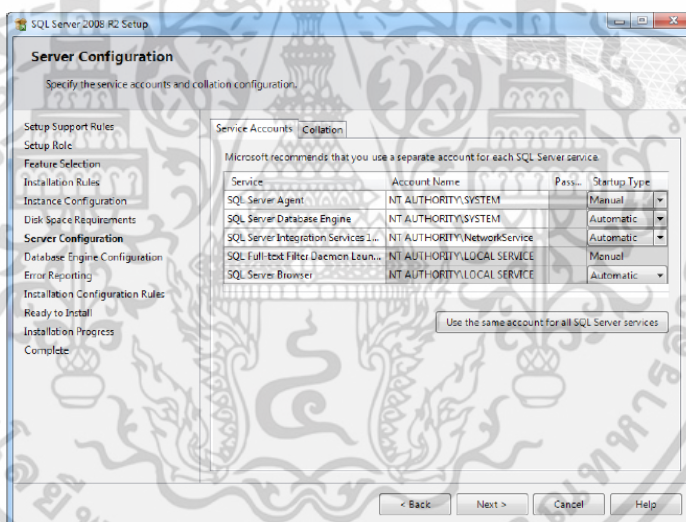 SQL Server 2008 R2 Setup
Server Configuration
Specify the service accounts and collation configuration.
Setup Support Rules
Setup Role
Feature Selection
Installation Rules
Instance Configuration
Disk Space Requirements
Server Configuration
Database Engine Configuration
Error Reporting
Installation Configuration Rules
Ready to Install
Installation Progress
Complete
Service Accounts Collation
Microsoft recommends that you use a separate account for each SQL Server service.
Service Account Name Pass... Startup Type
SQL Server Agent NT AUTHORITY\SYSTEM Manual
SQL Server Database Engine NT AUTHORITY\SYSTEM Automatic
SQL Server Integration Services 1... NT AUTHORITY\NetworkService Automatic
SQL Full-text Filter Daemon Laun... NT AUTHORITY\LOCAL SERVICE Manual
SQL Server Browser NT AUTHORITY\LOCAL SERVICE Automatic
Use the same account for all SQL Server services
< Back Next > Cancel Help